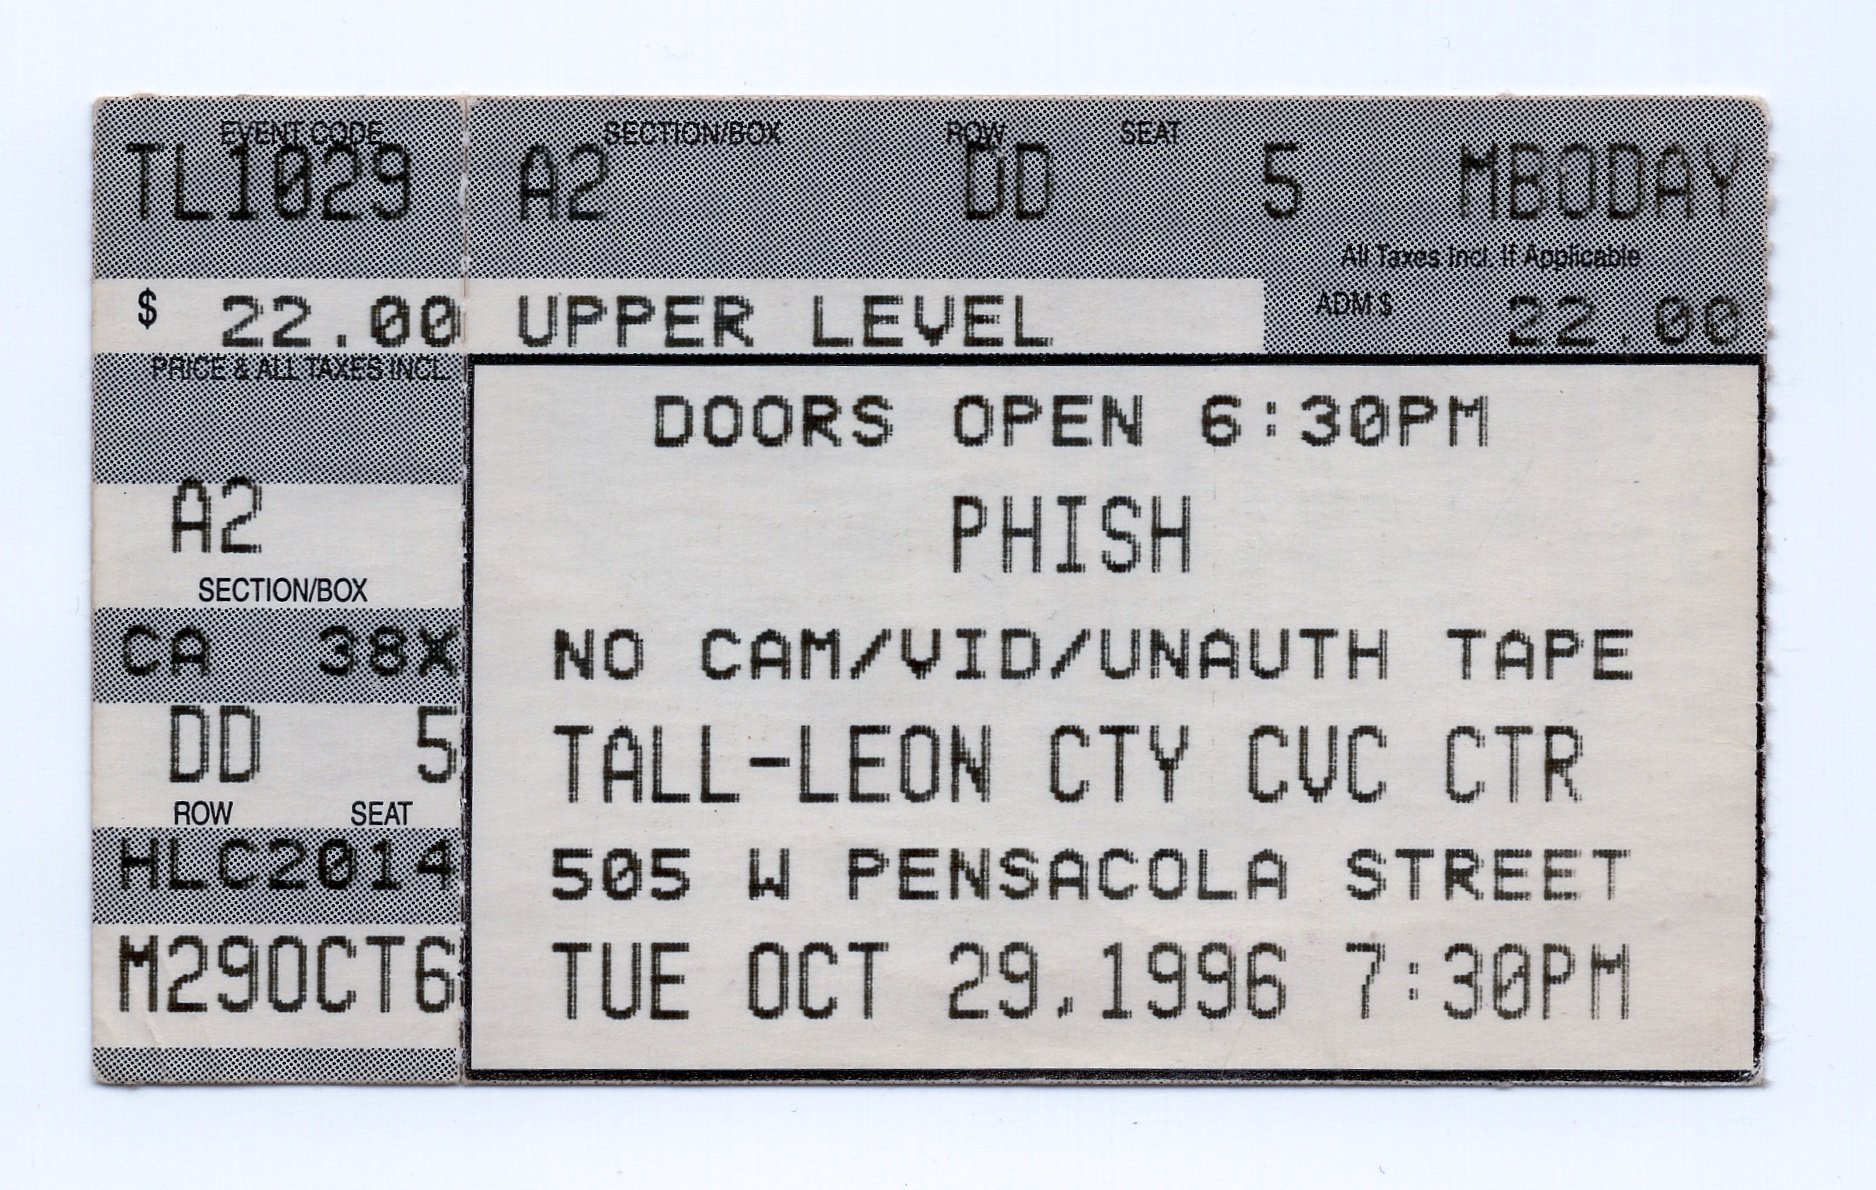 EVENT CODE
TL1029
$ 22.00
PRICE & ALL TAXES INCL.
A2
SECTION/BOX
CA 38X
DD 5
ROW SEAT
HLC2014
M29OCT6
SECTION/BOX ROW SEAT
A2 DD 5 MBODAY
All Taxes Incl. If Applicable
UPPER LEVEL ADM $ 22.00
DOORS OPEN 6:30PM
PHISH
NO CAM/VID/UNAUTH TAPE
TALL-LEON CTY CVC CTR
505 W PENSACOLA STREET
TUE OCT 29,1996 7:30PM